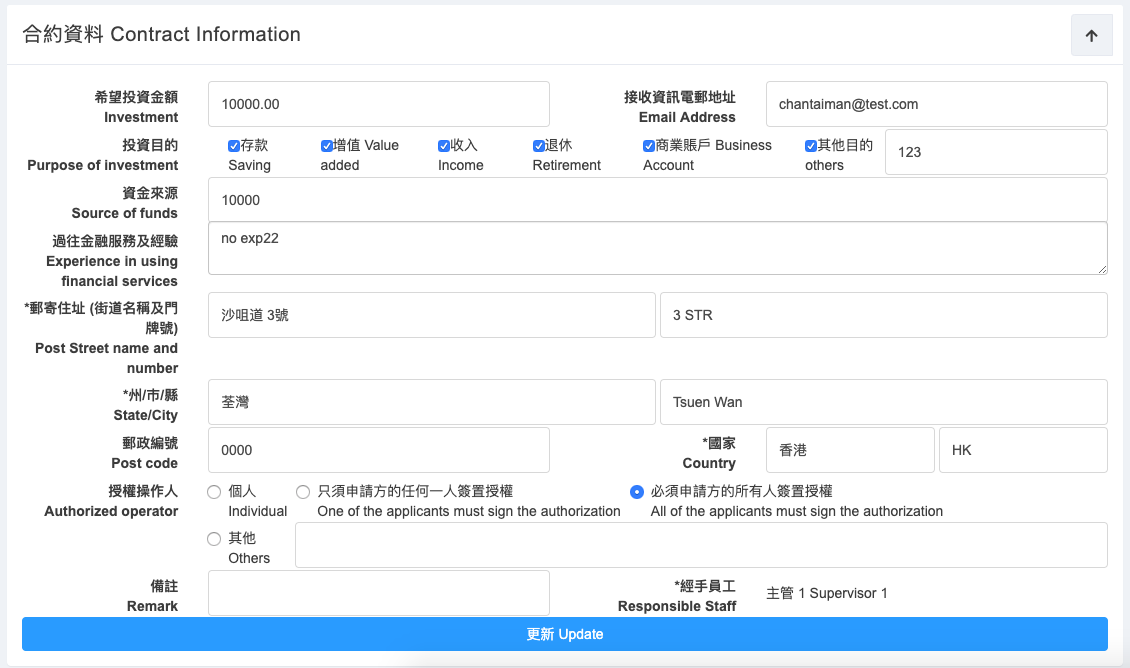 合約資料 Contract Information
希望投資金額
Investment
10000.00
接收資訊電郵地址
Email Address
chantaiman@test.com
投資目的
Purpose of investment
存款
Saving
增值 Value
added
收入
Income
退休
Retirement
商業賬戶 Business
Account
其他目的
others
123
資金來源
Source of funds
10000
過往金融服務及經驗
Experience in using
financial services
no exp22
*郵寄住址 (街道名稱及門
牌號)
Post Street name and
number
沙咀道 3號
3 STR
*州/市/縣
State/City
荃灣
Tsuen Wan
郵政編號
Post code
0000
*國家
Country
香港
HK
授權操作人
Authorized operator
個人
Individual
只須申請方的任何一人簽置授權
One of the applicants must sign the authorization
必須申請方的所有人簽置授權
All of the applicants must sign the authorization
其他
Others
備註
Remark
*經手員工
Responsible Staff
主管 1 Supervisor 1
更新 Update